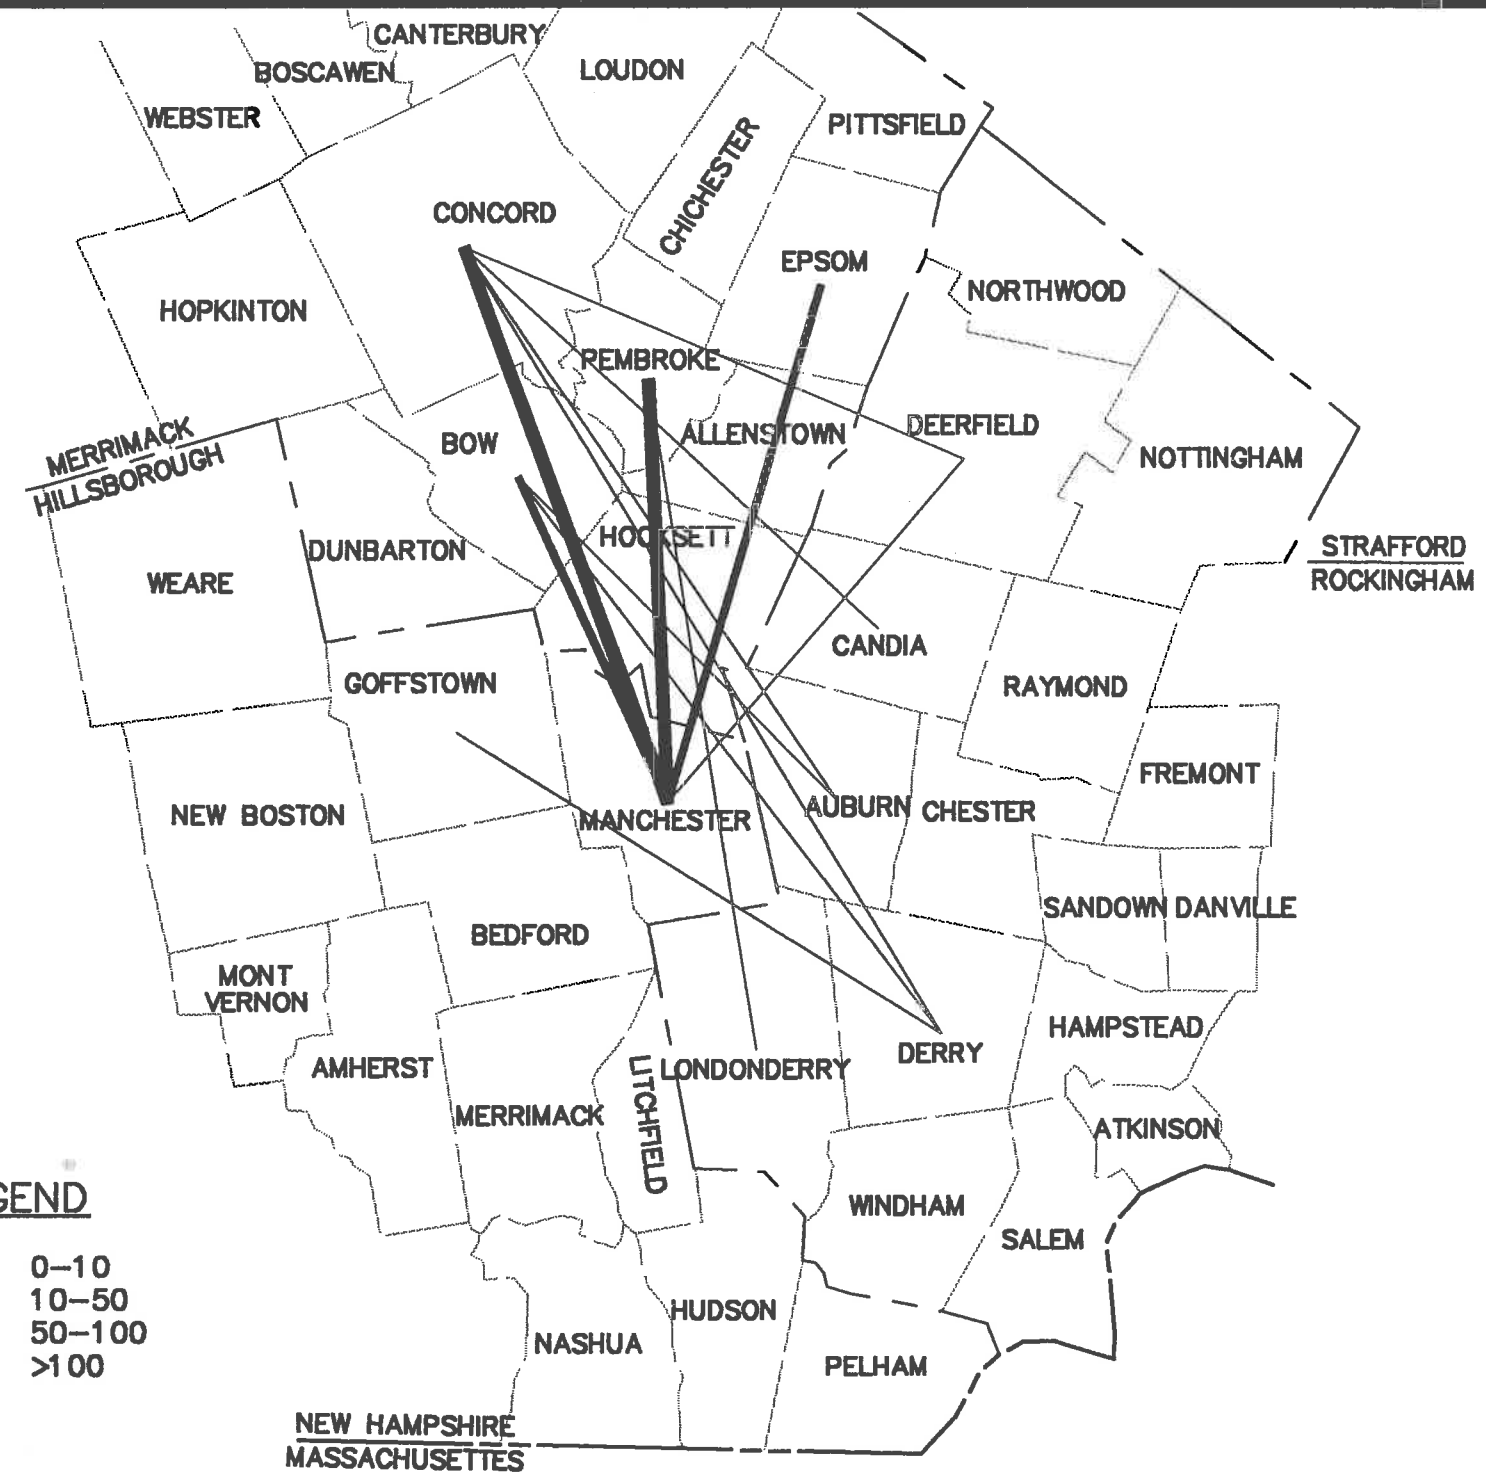 CANTERBURY
BOSCAWEN
LOUDON
WEBSTER
PITTSFIELD
CHICHESTER
CONCORD
EPSOM
NORTHWOOD
HOPKINTON
PEMBROKE
DEERFIELD
ALLENSTOWN
BOW
MERRIMACK
HILLSBOROUGH
NOTTINGHAM
HOOKSETT
DUNBARTON
STRAFFORD
ROCKINGHAM
WEARE
CANDIA
GOFFSTOWN
RAYMOND
FREMONT
NEW BOSTON
MANCHESTER
AUBURN
CHESTER
SANDOWN
DANVILLE
BEDFORD
MONT
VERNON
HAMPSTEAD
DERRY
AMHERST
LONDONDERRY
LITCHFIELD
MERRIMACK
ATKINSON
GEND
WINDHAM
SALEM
0-10
10-50
50-100
>100
HUDSON
NASHUA
PELHAM
NEW HAMPSHIRE
MASSACHUSETTES